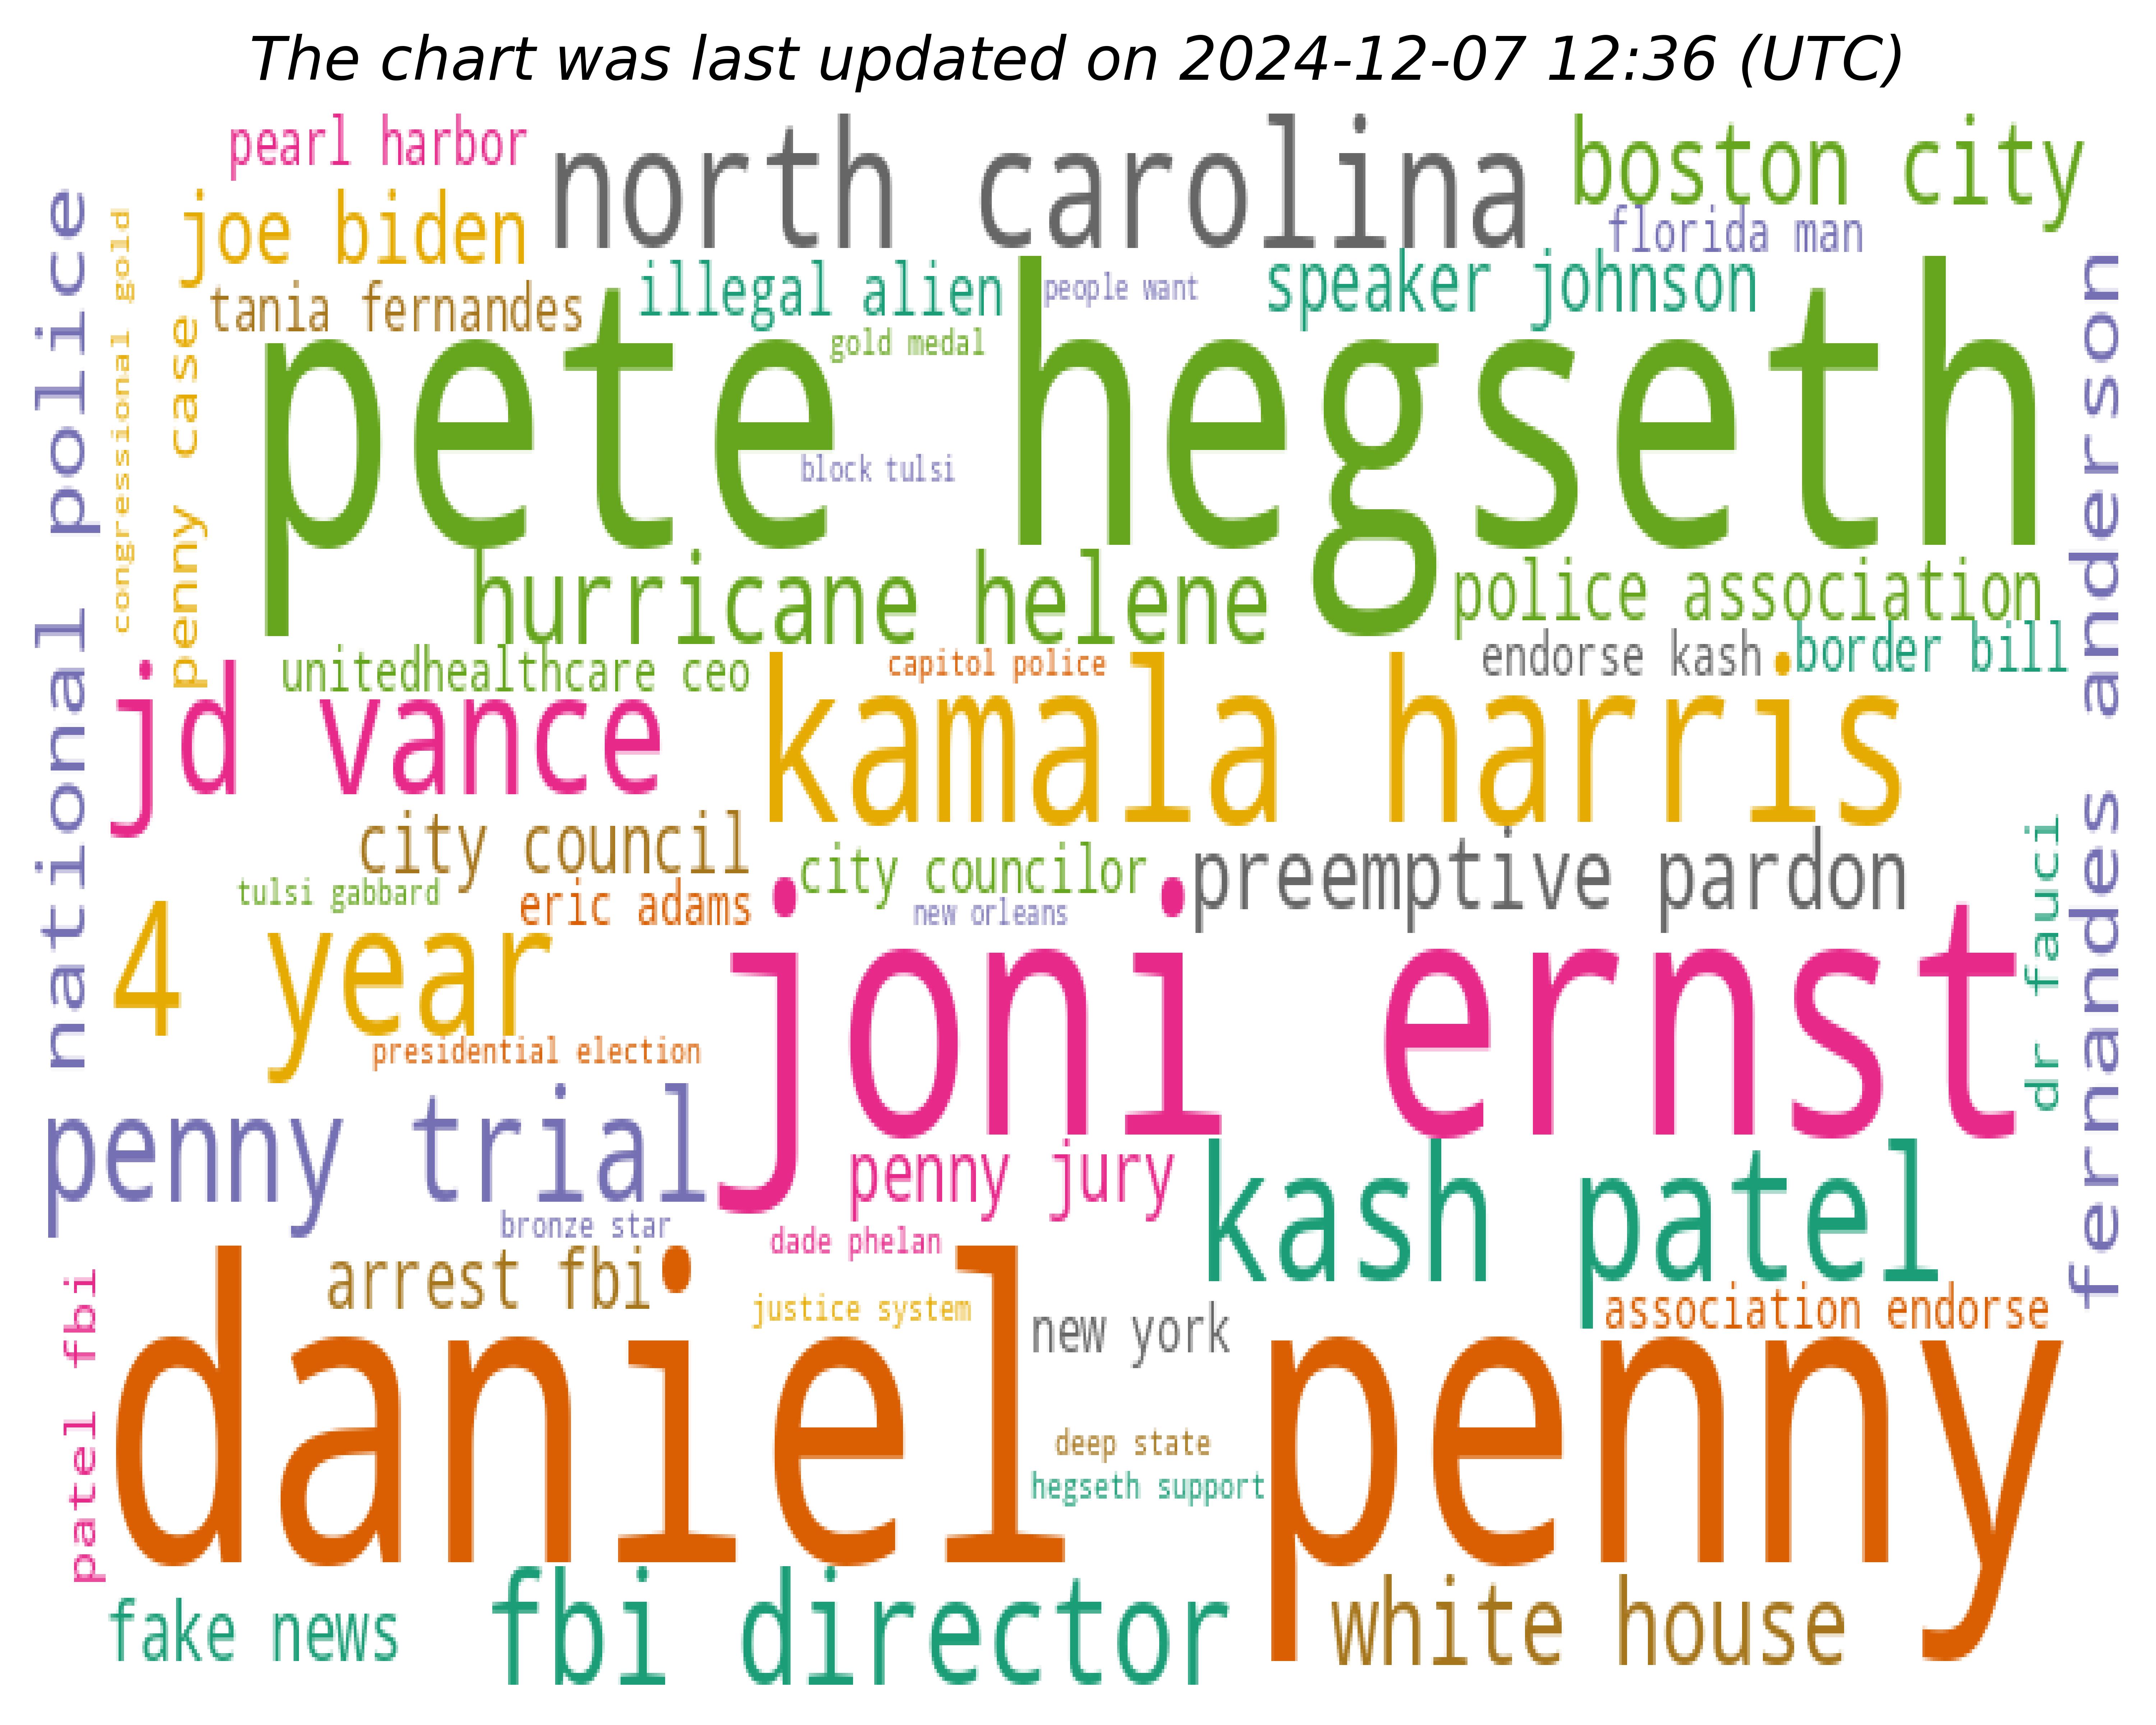 The chart was last updated on 2024-12-07 12:36 (UTC)
pearl harbor
north carolina
boston city
joe biden
florida man
tania fernandes
illegal alien
people want
speaker johnson
national police
congressional gold
penny case
gold medal
pete hegseth
block tulsi
fernandes anderson
hurricane helene
police association
unitedhealthcare ceo
capitol police
endorse kash
border bill
jd vance
kamala harris
city council
city councilor
preemptive pardon
tulsi gabbard
eric adams
new orleans
dr fauci
4 year
joni ernst
presidential election
penny trial
penny jury
kash patel
bronze star
dade phelan
arrest fbi
justice system
new york
association endorse
patel fbi
daniel penny
deep state
hegseth support
fake news
fbi director
white house